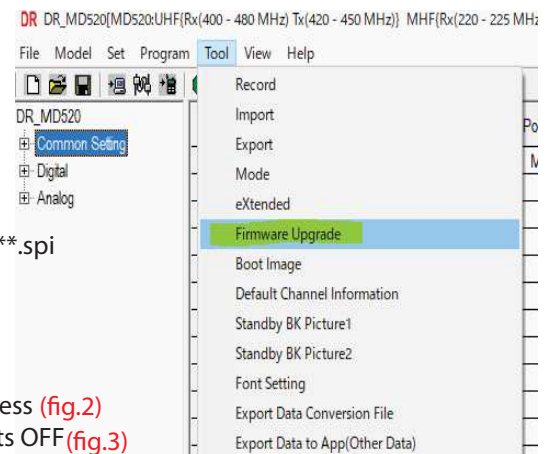 DR DR_MD520[MD520:UHF{Rx(400 - 480 MHz) Tx(420 - 450 MHz)} MHF{Rx(220 - 225 MHz
File Model Set Program Tool View Help
DR_MD520
Common Setting
Digital
Analog
**.spi
ess (fig.2)
ts OFF(fig.3)
Record
Import
Export
Mode
eXtended
Firmware Upgrade
Boot Image
Default Channel Information
Standby BK Picture1
Standby BK Picture2
Font Setting
Export Data Conversion File
Export Data to App(Other Data)
Po
M